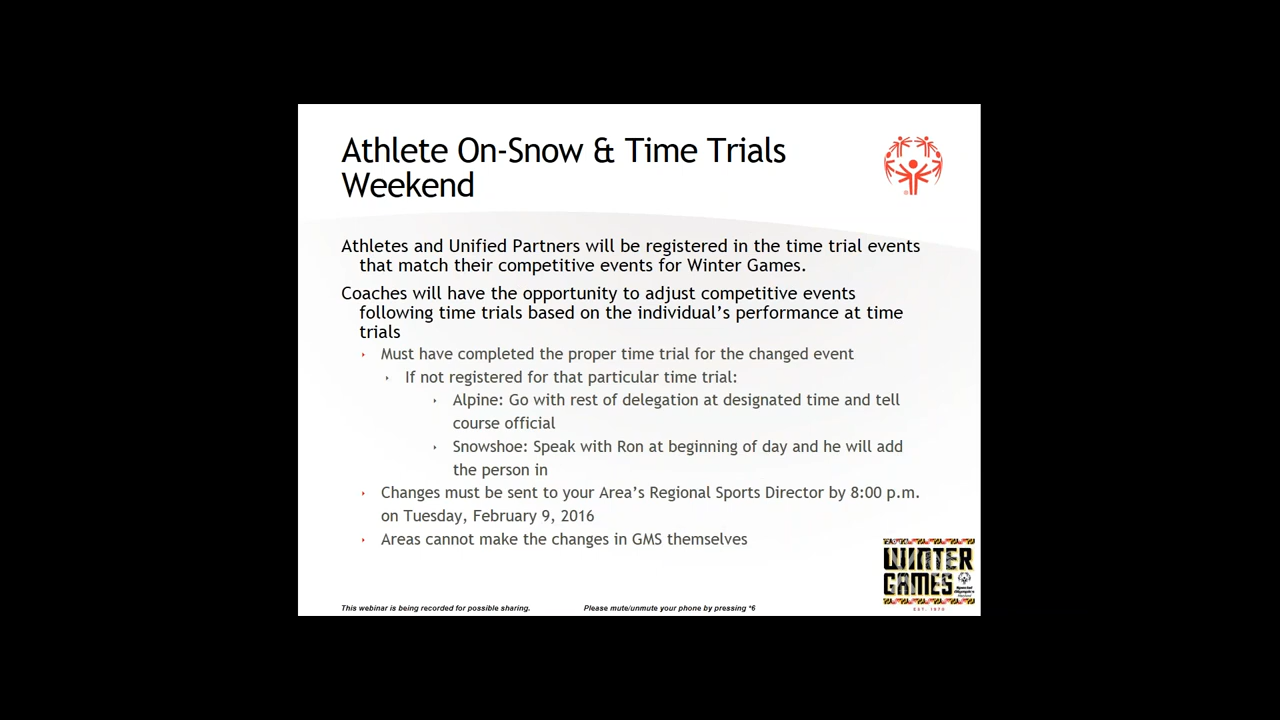 Athlete On-Snow & Time Trials
Weekend
Athletes and Unified Partners will be registered in the time trial events
that match their competitive events for Winter Games.
Coaches will have the opportunity to adjust competitive events
following time trials based on the individual's performance at time
trials
Must have completed the proper time trial for the changed event
If not registered for that particular time trial:
Alpine: Go with rest of delegation at designated time and tell
course official
Snowshoe: Speak with Ron at beginning of day and he will add
the person in
Changes must be sent to your Area's Regional Sports Director by 8:00 p.m.
on Tuesday, February 9, 2016
Areas cannot make the changes in GMS themselves
WINTER
GAMES
EST. 1970
This webinar is being recorded for possible sharing.
Please mute/unmute your phone by pressing *6